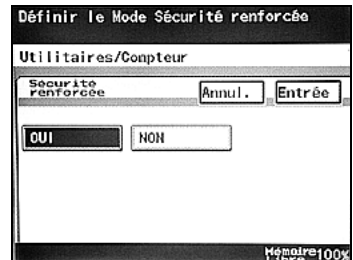 Définir le Mode Sécurité renforcée
Utilitaires/Compteur
Sécurité
renforcée
Annul.
Entrée
OUI
NON
Mémoire 100%
Libre